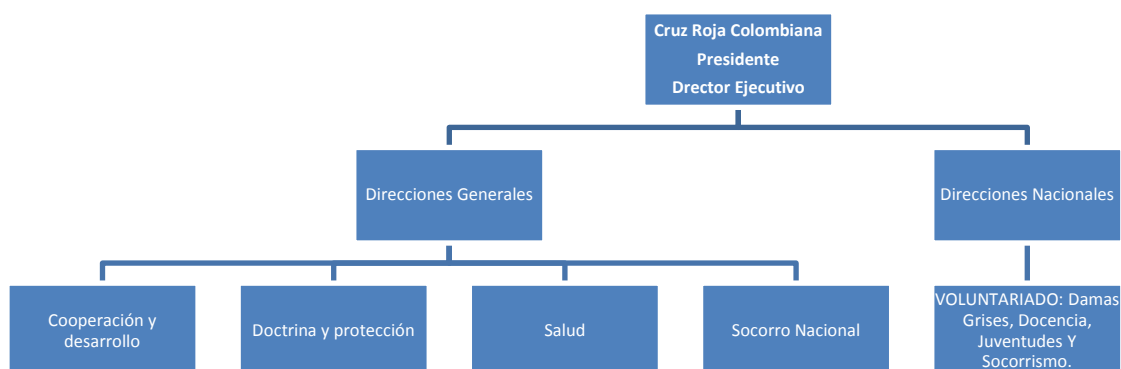 Cruz Roja Colombiana
Presidente
Drector Ejecutivo
Direcciones Generales
Direcciones Nacionales
Cooperación y
desarrollo
Doctrina y protección
Salud
Socorro Nacional
VOLUNTARIADO: Damas
Grises, Docencia,
Juventudes Y
Socorrismo.